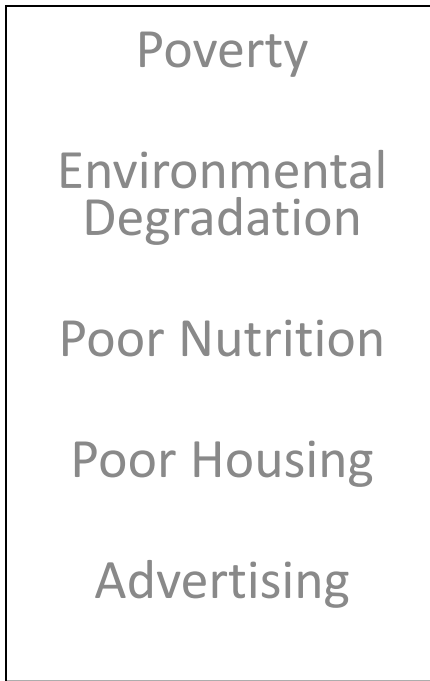 Poverty
Environmental
Degradation
Poor Nutrition
Poor Housing
Advertising